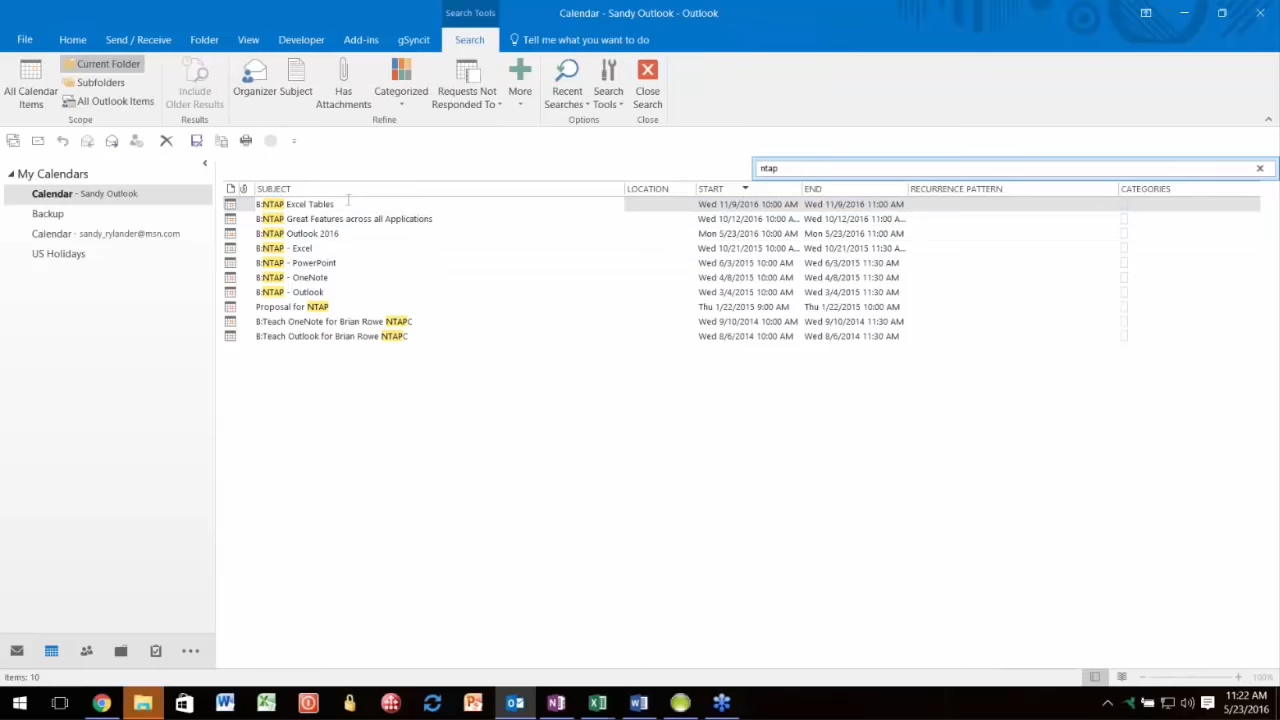 Search Tools
Calendar - Sandy Outlook - Outlook
File Home Send / Receive Folder View Developer Add-ins gSyncit Search Tell me what you want to do
All Calendar Items
Current Folder
Subfolders
All Outlook Items
Scope
Include Older Results
Results
Organizer
Subject
Has Attachments
Categorized
Requests Not Responded To
More
Refine
Recent Searches
Search Tools
Options
Close Search
Close
ntap
My Calendars
Calendar - Sandy Outlook
Backup
Calendar - sandy_rylander@msn.com
US Holidays
SUBJECT LOCATION START END RECURRENCE PATTERN CATEGORIES
B:NTAP Excel Tables Wed 11/9/2016 10:00 AM Wed 11/9/2016 11:00 AM
B:NTAP Great Features across all Applications Wed 10/12/2016 10:00 A... Wed 10/12/2016 11:00 A...
B:NTAP Outlook 2016 Mon 5/23/2016 10:00 AM Mon 5/23/2016 11:00 AM
B:NTAP - Excel Wed 10/21/2015 10:00 A... Wed 10/21/2015 11:30 A...
B:NTAP - PowerPoint Wed 6/3/2015 10:00 AM Wed 6/3/2015 11:30 AM
B:NTAP - OneNote Wed 4/8/2015 10:00 AM Wed 4/8/2015 11:30 AM
B:NTAP - Outlook Wed 3/4/2015 10:00 AM Wed 3/4/2015 11:30 AM
Proposal for NTAP Thu 1/22/2015 9:00 AM Thu 1/22/2015 10:00 AM
B:Teach OneNote for Brian Rowe NTAPC Wed 9/10/2014 10:00 AM Wed 9/10/2014 11:30 AM
B:Teach Outlook for Brian Rowe NTAPC Wed 8/6/2014 10:00 AM Wed 8/6/2014 11:30 AM
Items: 10
100%
11:22 AM
5/23/2016